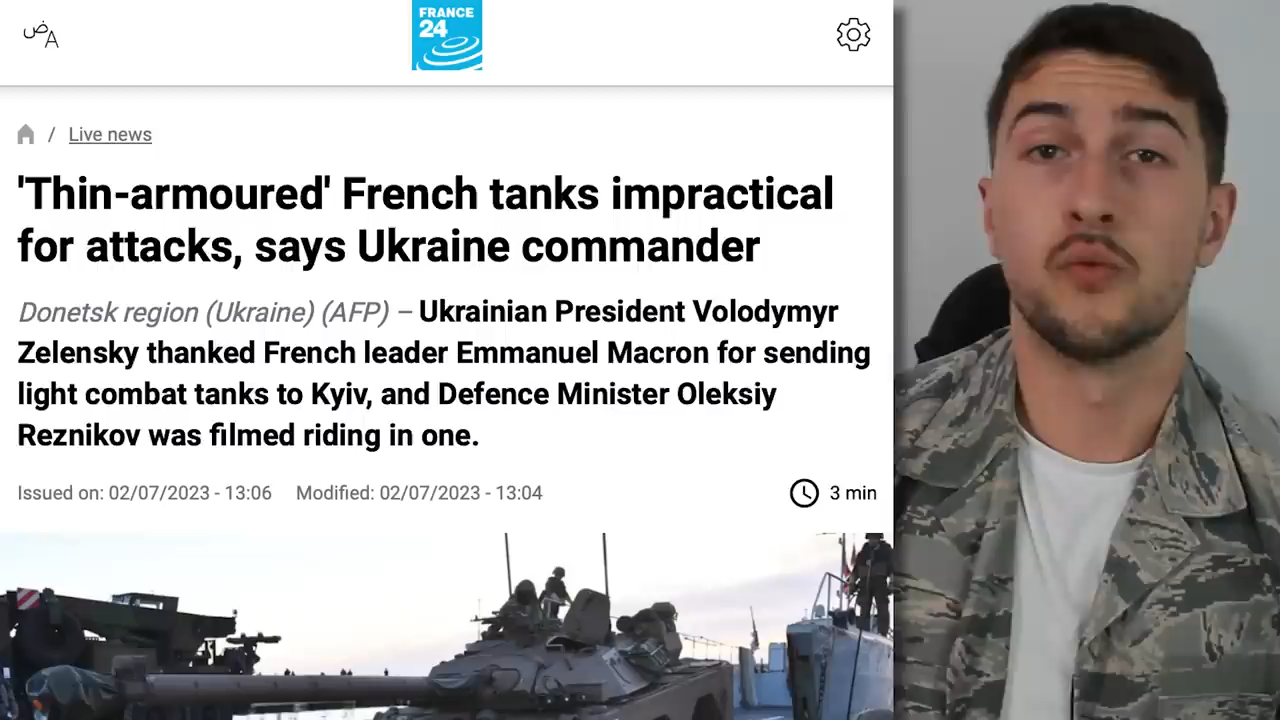 ض A
FRANCE
24
/ Live news
'Thin-armoured' French tanks impractical
for attacks, says Ukraine commander
Donetsk region (Ukraine) (AFP) – Ukrainian President Volodymyr
Zelensky thanked French leader Emmanuel Macron for sending
light combat tanks to Kyiv, and Defence Minister Oleksiy
Reznikov was filmed riding in one.
Issued on: 02/07/2023 - 13:06 Modified: 02/07/2023 - 13:04
3 min